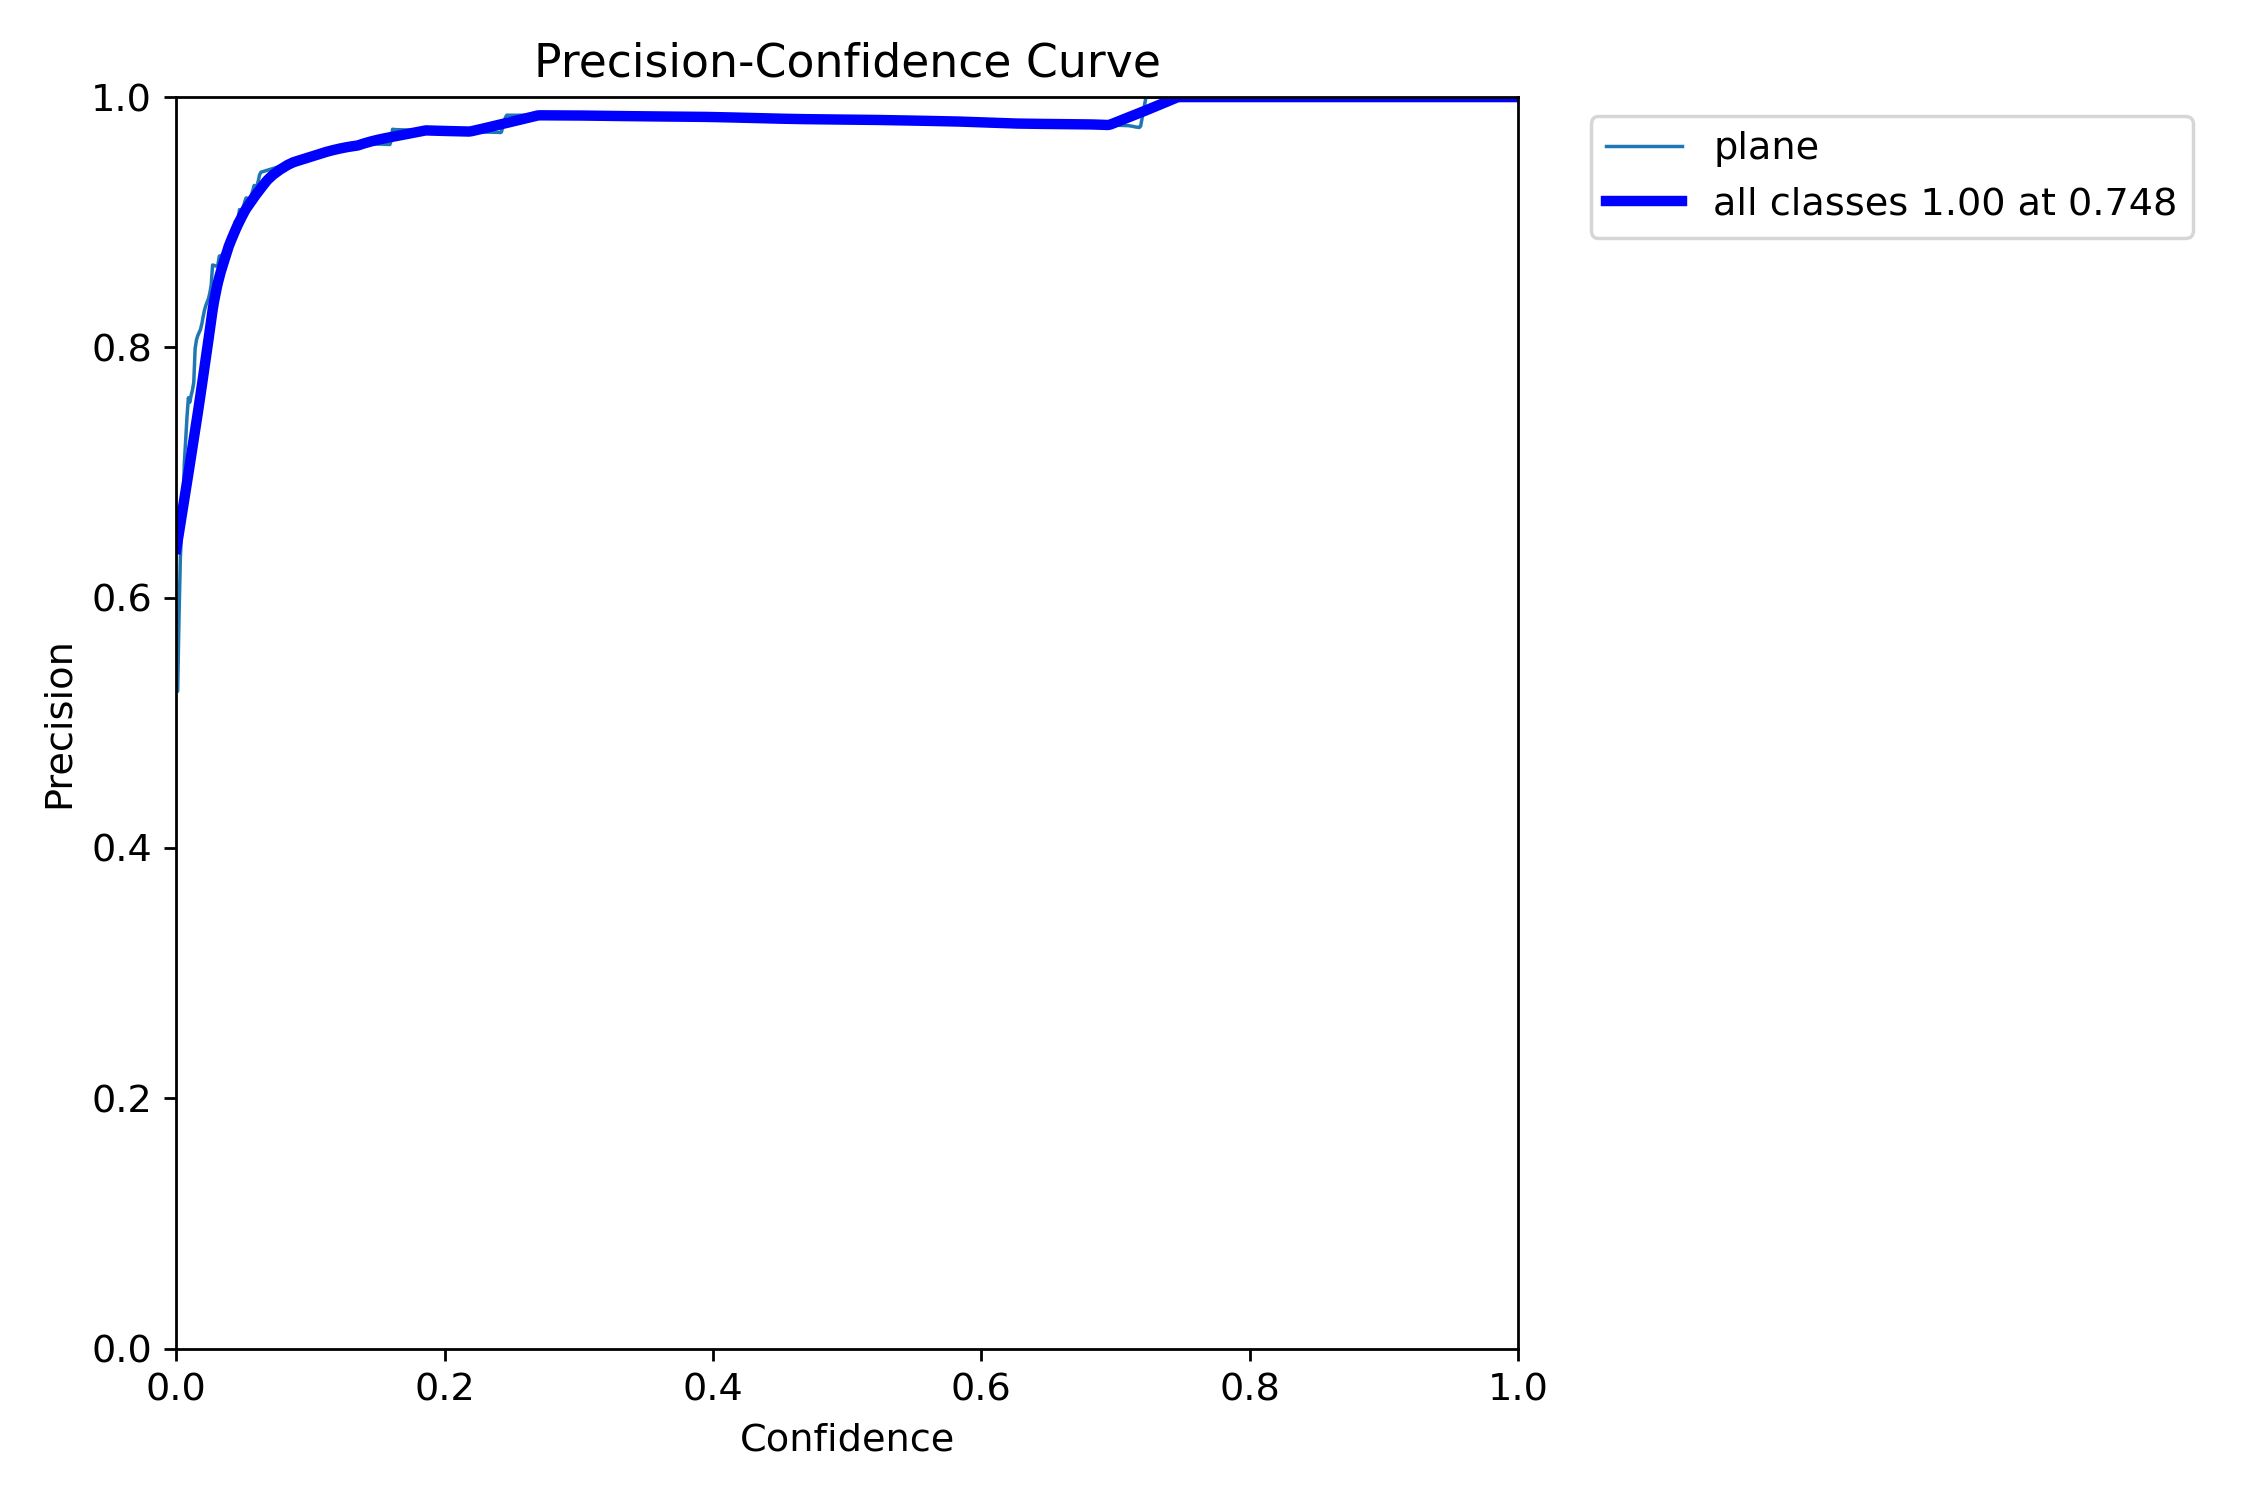 Precision-Confidence Curve
1.0
0.8
0.6
0.4
0.2
0.0
Precision
0.0 0.2 0.4 0.6 0.8 1.0
Confidence
plane
all classes 1.00 at 0.748